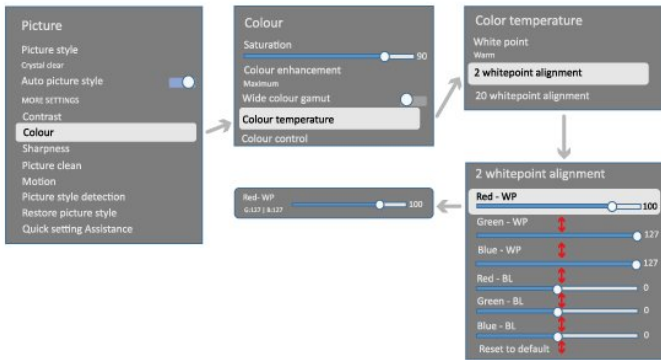 Picture
Picture style
Crystal clear
Auto picture style
MORE SETTINGS
Contrast
Colour
Sharpness
Picture clean
Motion
Picture style detection
Restore picture style
Quick setting Assistance
Colour
Saturation
90
Colour enhancement
Maximum
Wide colour gamut
Colour temperature
Colour control
Color temperature
White point
Warm
2 whitepoint alignment
20 whitepoint alignment
2 whitepoint alignment
Red - WP
100
Green - WP
127
Blue - WP
127
Red - BL
0
Green - BL
0
Blue - BL
0
Reset to default
Red- WP
G:127 | B:127
100